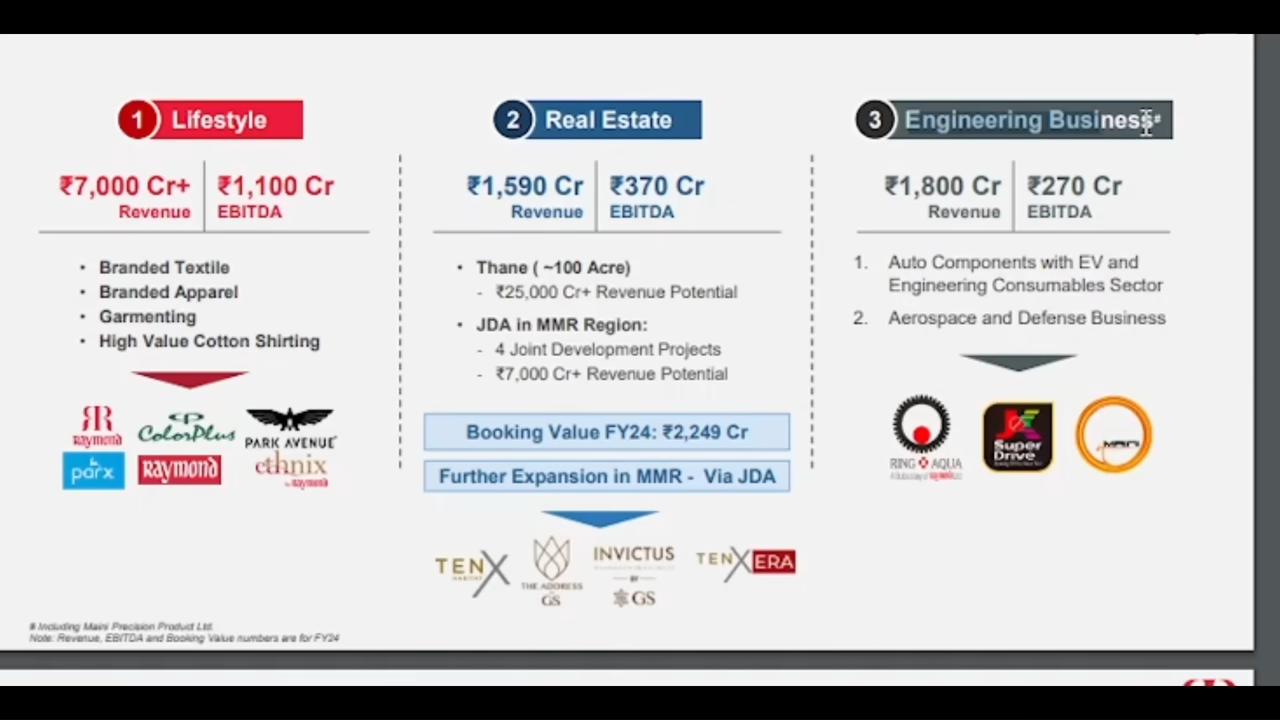 1 Lifestyle
₹7,000 Cr+ ₹1,100 Cr
Revenue EBITDA
• Branded Textile
• Branded Apparel
• Garmenting
• High Value Cotton Shirting
Raymond ColorPlus PARK AVENUE
parx Raymond ethnix
by Raymond
2 Real Estate
₹1,590 Cr ₹370 Cr
Revenue EBITDA
• Thane ( ~100 Acre)
- ₹25,000 Cr+ Revenue Potential
• JDA in MMR Region:
- 4 Joint Development Projects
- ₹7,000 Cr+ Revenue Potential
Booking Value FY24: ₹2,249 Cr
Further Expansion in MMR - Via JDA
TEN X
THE ADDRESS
GS
INVICTUS
BY
GS
TEN X ERA
3 Engineering Business#
₹1,800 Cr ₹270 Cr
Revenue EBITDA
1. Auto Components with EV and
Engineering Consumables Sector
2. Aerospace and Defense Business
RING AQUA
Super
Drive
# Including Maini Precision Product Ltd.
Note: Revenue, EBITDA and Booking Value numbers are for FY24